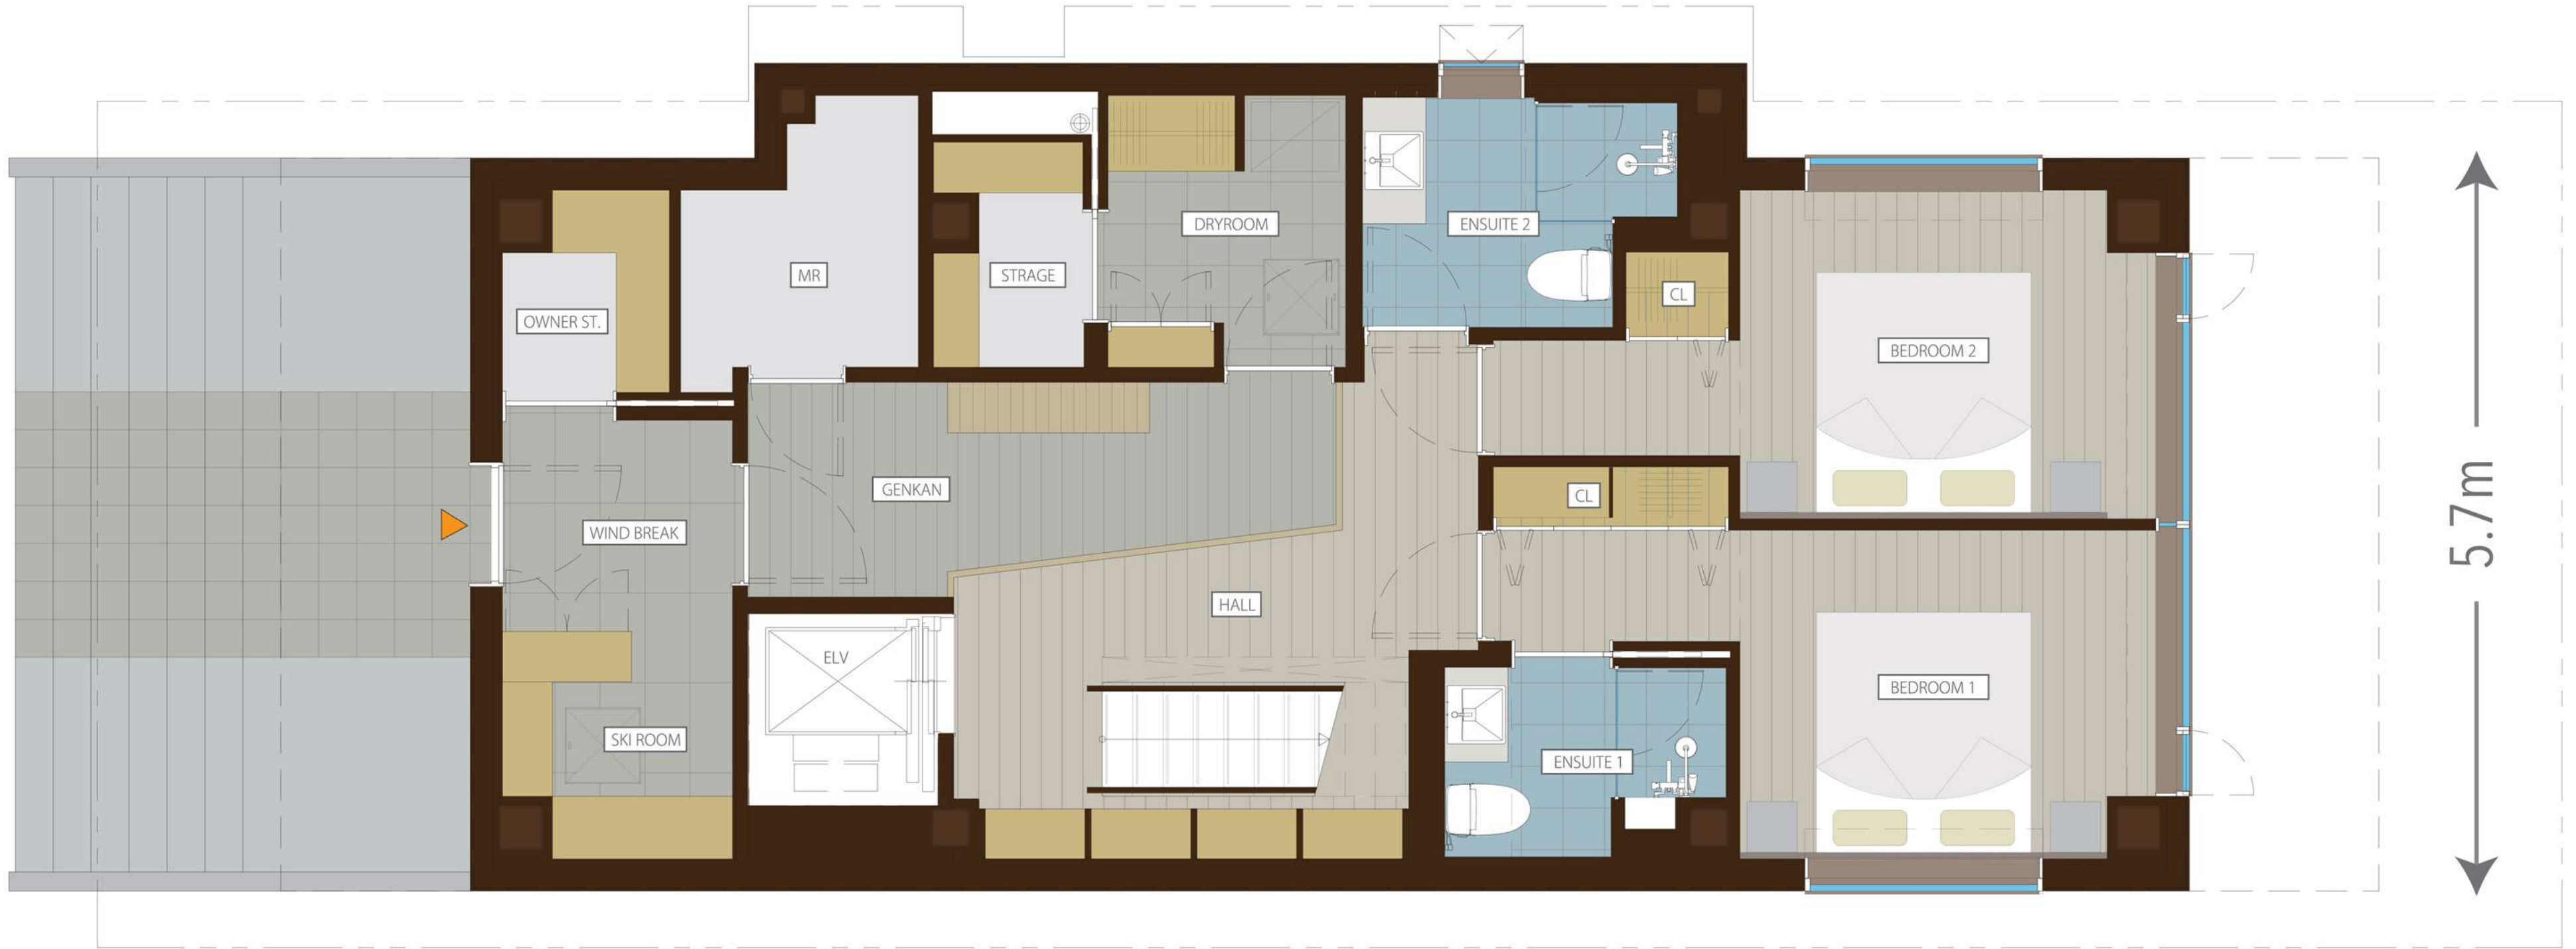 ENSUITE 2
DRYROOM
MR
STRAGE
CL
OWNER ST.
BEDROOM 2
GENKAN
CL
WIND BREAK
5.7m
HALL
ELV
BEDROOM 1
SKI ROOM
ENSUITE 1